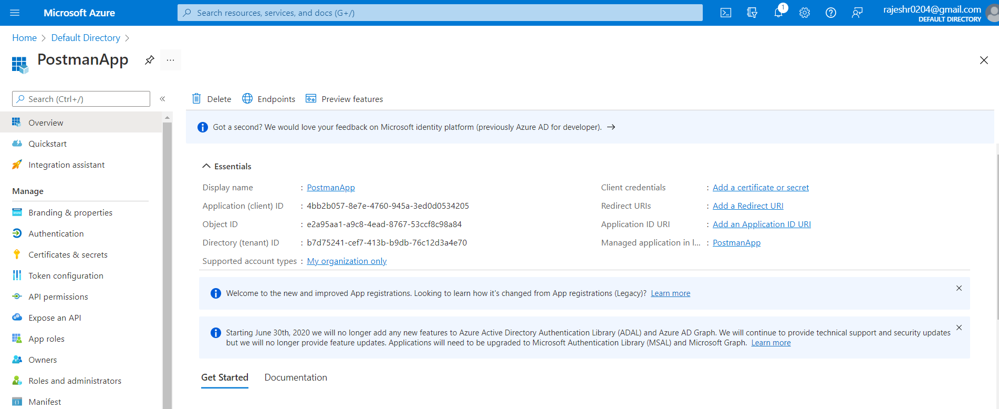 Microsoft Azure
Search resources, services, and docs (G+/)
1
rajeshr0204@gmail.com
DEFAULT DIRECTORY
Home > Default Directory >
PostmanApp
...
Search (Ctrl+/)
«
Delete
Endpoints
Preview features
Overview
Quickstart
Integration assistant
Manage
Branding & properties
Authentication
Certificates & secrets
Token configuration
API permissions
Expose an API
App roles
Owners
Roles and administrators
Manifest
Got a second? We would love your feedback on Microsoft identity platform (previously Azure AD for developer). →
Essentials
Display name : PostmanApp
Application (client) ID : 4bb2b057-8e7e-4760-945a-3ed0d0534205
Object ID : e2a95aa1-a9c8-4ead-8767-53ccf8c98a84
Directory (tenant) ID : b7d75241-cef7-413b-b9db-76c12d3a4e70
Supported account types : My organization only
Client credentials : Add a certificate or secret
Redirect URIs : Add a Redirect URI
Application ID URI : Add an Application ID URI
Managed application in l... : PostmanApp
Welcome to the new and improved App registrations. Looking to learn how it's changed from App registrations (Legacy)? Learn more
Starting June 30th, 2020 we will no longer add any new features to Azure Active Directory Authentication Library (ADAL) and Azure AD Graph. We will continue to provide technical support and security updates
but we will no longer provide feature updates. Applications will need to be upgraded to Microsoft Authentication Library (MSAL) and Microsoft Graph. Learn more
Get Started
Documentation